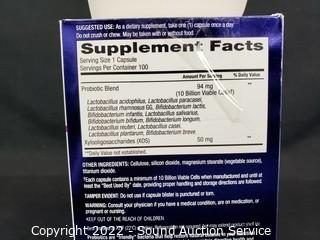 SUGGESTED USE: As a dietary supplement, take one (1) capsule once a day
Do not crush or chew. May be taken with or without food.
Supplement Facts
Serving Size 1 Capsule
Servings Per Container 100
Amount Per Serving % Daily Value
Probiotic Blend 94 mg **
(10 Billion Viable Cells†)
Lactobacillus acidophilus, Lactobacillus paracasei,
Lactobacillus rhamnosus GG, Bifidobacterium lactis,
Bifidobacterium infantis, Lactobacillus salivarius,
Bifidobacterium bifidum, Bifidobacterium longum,
Lactobacillus reuteri, Lactobacillus casei,
Lactobacillus plantarum, Bifidobacterium breve.
Xylooligosaccharides (XOS) 50 mg **
**Daily Value not established.
OTHER INGREDIENTS: Cellulose, silicon dioxide, magnesium stearate (vegetable source),
titanium dioxide.
†Each capsule contains a minimum of 10 Billion Viable Cells when manufactured and until at
least the "Best Used By" date, providing proper handling and storage directions are followed.
TAMPER EVIDENT: Do not use if capsule blister is punctured or torn.
WARNING: Consult your physician if you have a medical condition, are on medication, or
pregnant or nursing.
KEEP OUT OF THE REACH OF CHILDREN.
Copyright 2022 - Sound Auction Service
Probiotics are "friendly" Bacteria that help